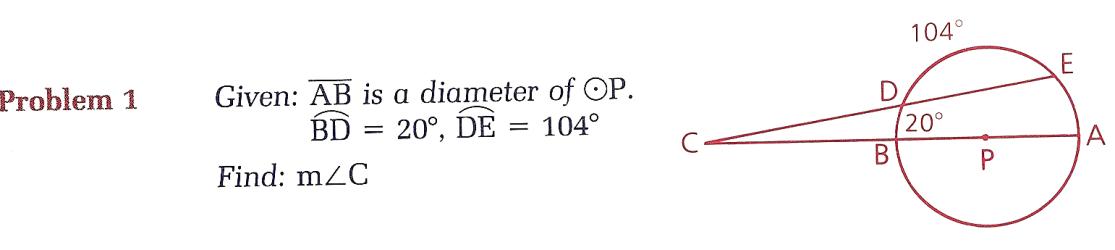 Problem 1
Given: AB is a diameter of ⊙P.
BD = 20°, DE = 104°
Find: m∠C
104°
E
D
20°
C
B
P
A